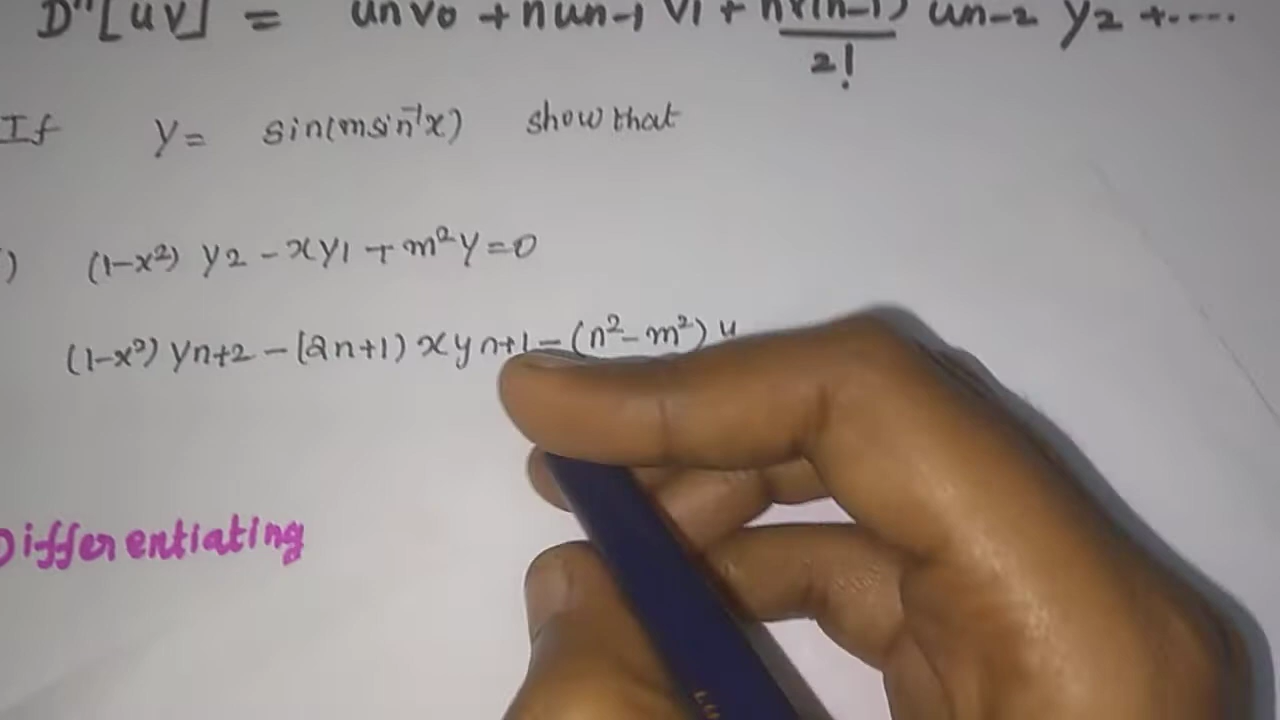 Dⁿ[uv] = unv0 + nun-1 v1 + n(n-1)/2! un-2 y2 + ....
If y= sin(msin⁻¹x) show that
) (1-x²) y2 - xy1 + m²y=0
(1-x²) yn+2 - (2n+1) xyn+1 - (n²-m²) y
Differentiating